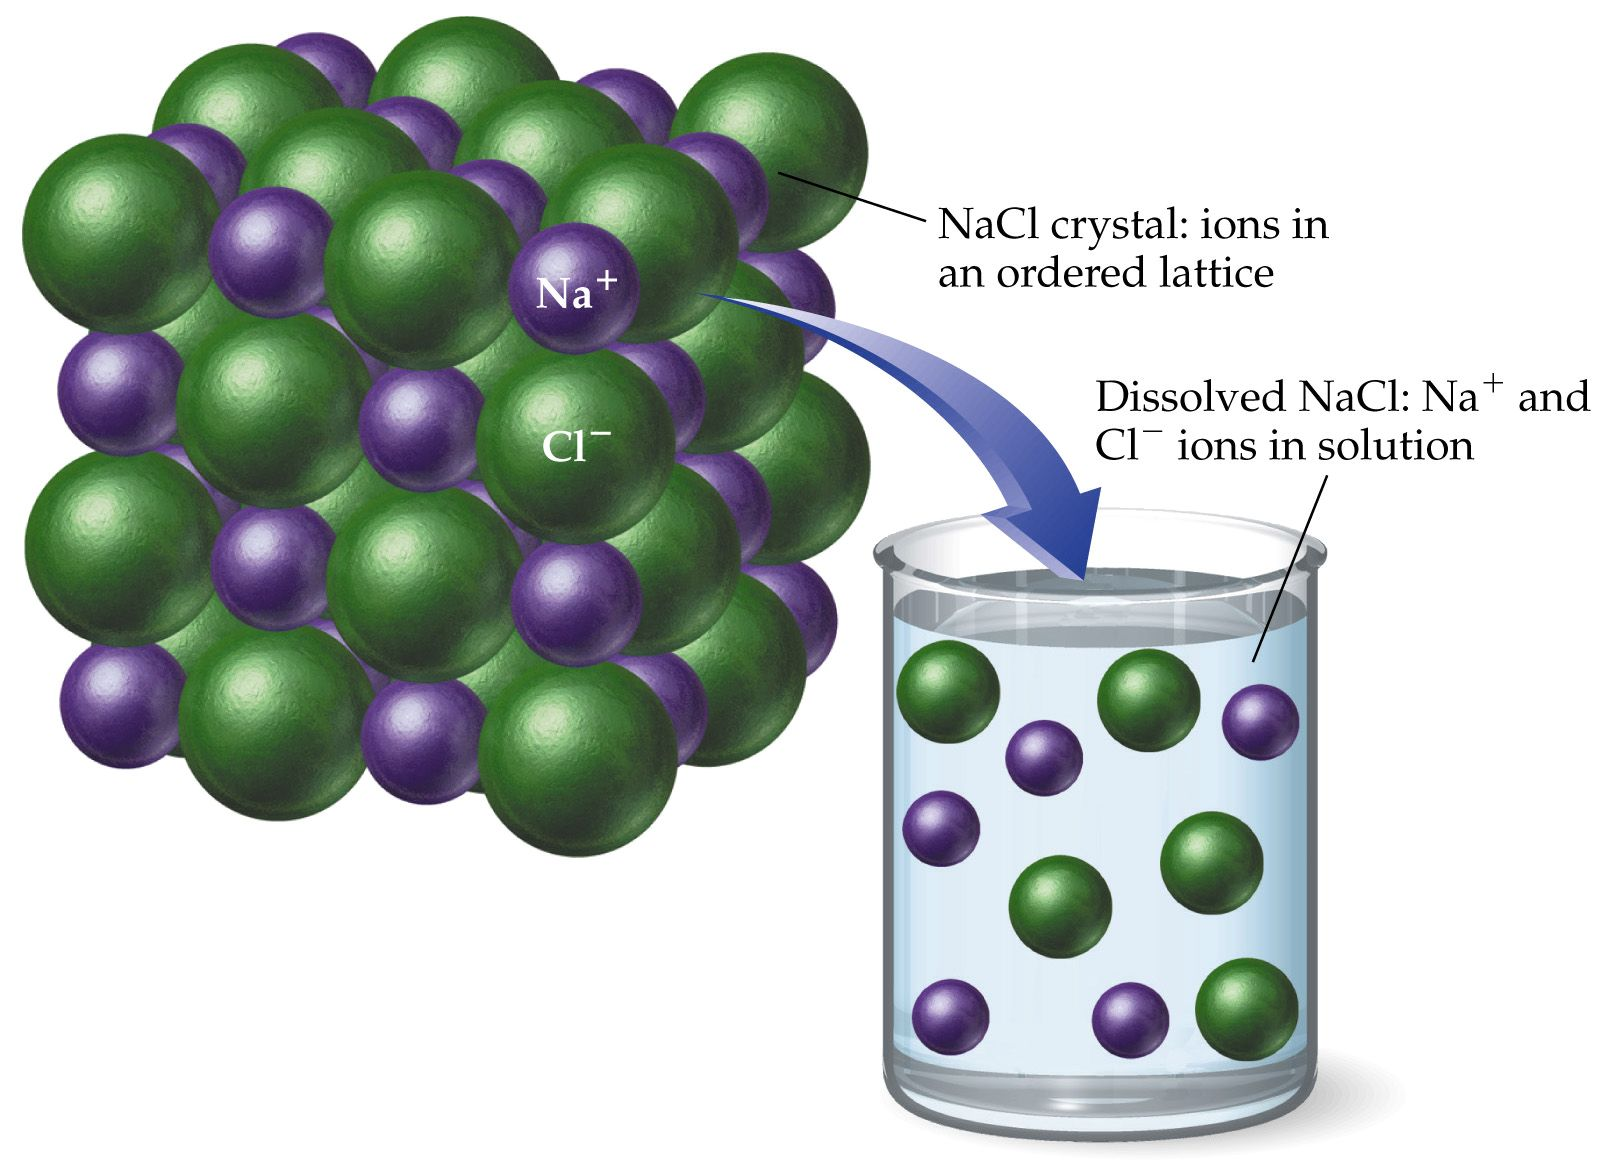 NaCl crystal: ions in
an ordered lattice
Na⁺
Cl⁻
Dissolved NaCl: Na⁺ and
Cl⁻ ions in solution